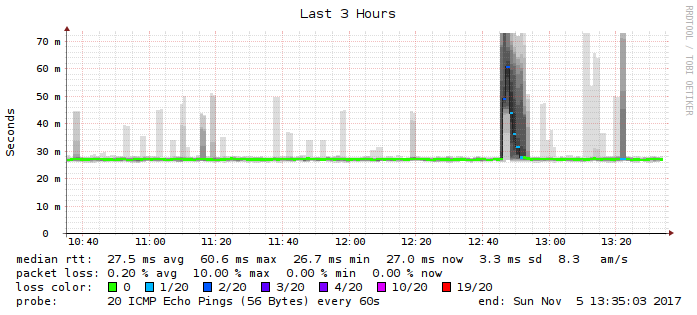 Last 3 Hours
RRDTOOL / TOBI OETIKER
Seconds
70 m
60 m
50 m
40 m
30 m
20 m
10 m
0
10:40 11:00 11:20 11:40 12:00 12:20 12:40 13:00 13:20
median rtt: 27.5 ms avg 60.6 ms max 26.7 ms min 27.0 ms now 3.3 ms sd 8.3 am/s
packet loss: 0.20 % avg 10.00 % max 0.00 % min 0.00 % now
loss color: 0 1/20 2/20 3/20 4/20 10/20 19/20
probe: 20 ICMP Echo Pings (56 Bytes) every 60s end: Sun Nov 5 13:35:03 2017